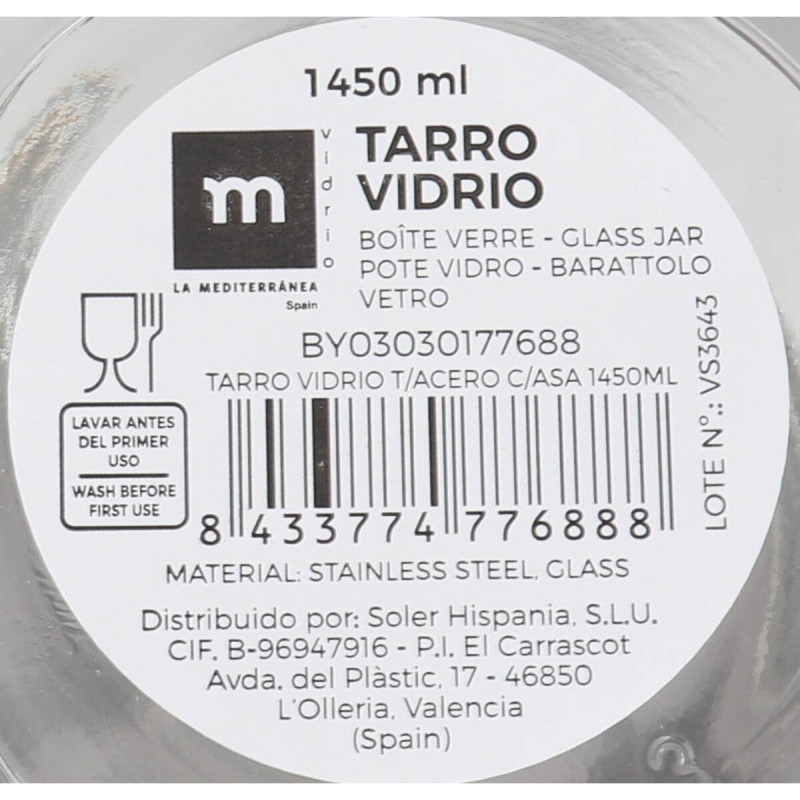 1450 ml
m
vidrio
LA MEDITERRÁNEA
Spain
TARRO
VIDRIO
BOÎTE VERRE - GLASS JAR
POTE VIDRO - BARATTOLO
VETRO
BY03030177688
TARRO VIDRIO T/ACERO C/ASA 1450ML
LAVAR ANTES
DEL PRIMER
USO
WASH BEFORE
FIRST USE
8 433774 776888
LOTE Nº.: VS3643
MATERIAL: STAINLESS STEEL, GLASS
Distribuido por: Soler Hispania, S.L.U.
CIF. B-96947916 - P.I. El Carrascot
Avda. del Plàstic, 17 - 46850
L'Olleria, Valencia
(Spain)